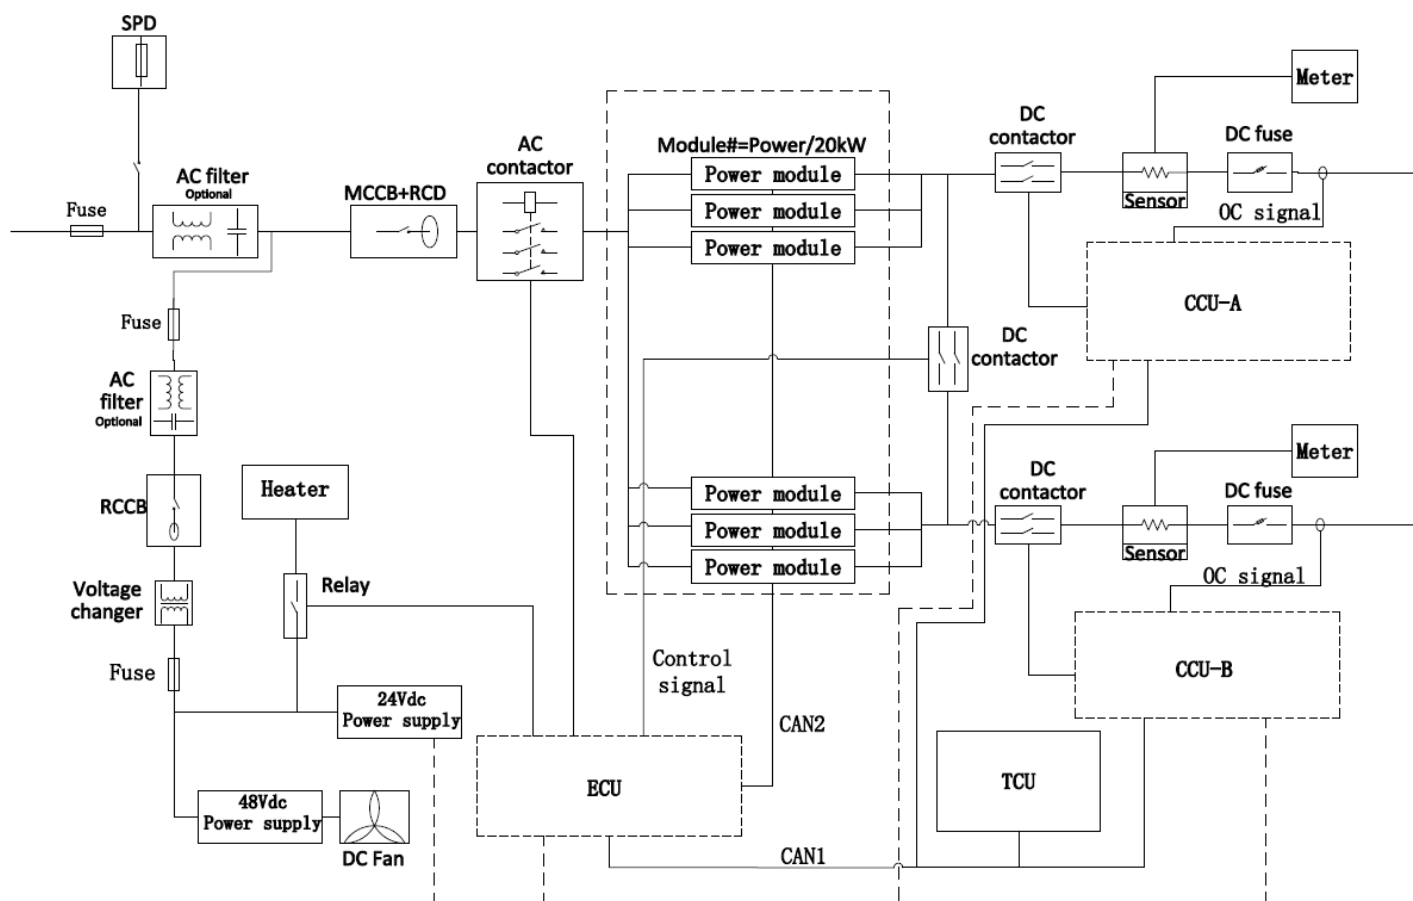 SPD
Meter
DC
contactor
DC fuse
Module#=Power/20kW
AC
contactor
AC filter
Optional
MCCB+RCD
Power module
Power module
Power module
Sensor
Fuse
OC signal
CCU-A
Fuse
DC
contactor
AC
filter
Optional
Meter
DC
contactor
DC fuse
Heater
RCCB
Power module
Power module
Power module
Sensor
OC signal
Voltage
changer
Relay
Fuse
Control
signal
CCU-B
24Vdc
Power supply
CAN2
ECU
TCU
48Vdc
Power supply
DC Fan
CAN1